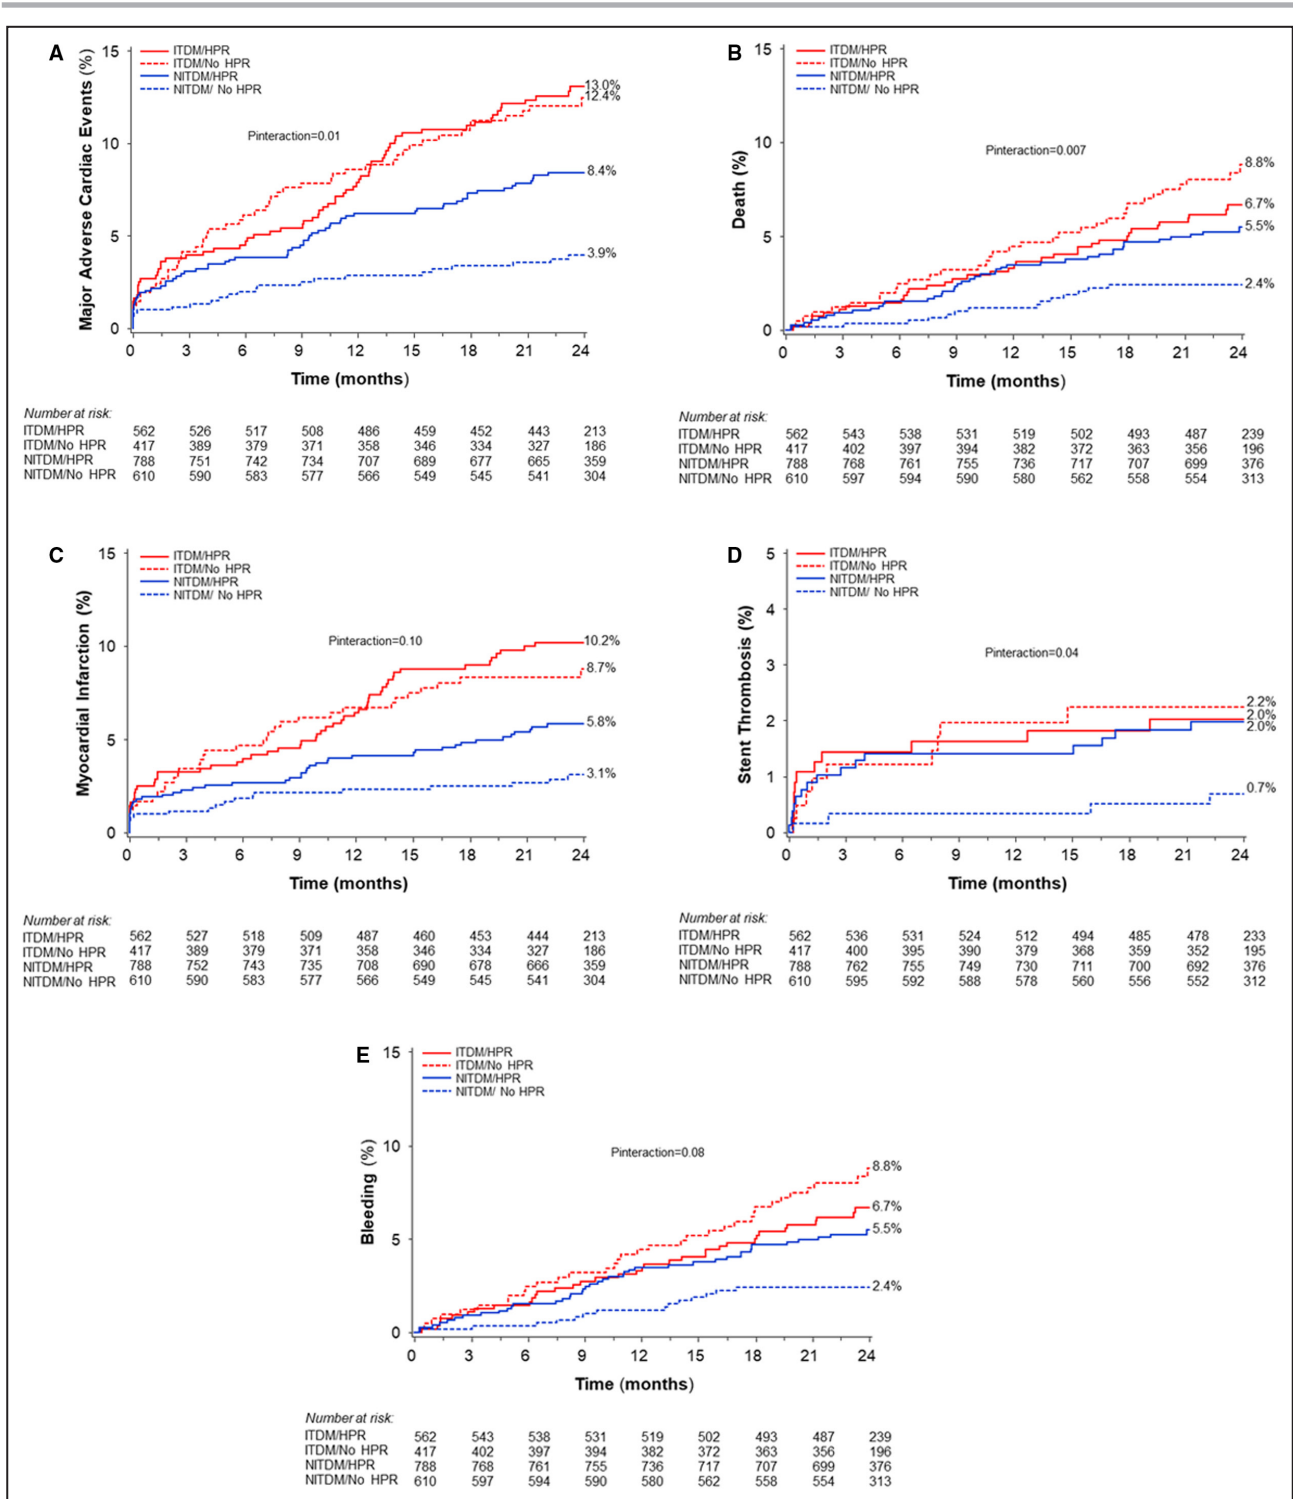 A
Major Adverse Cardiac Events (%)
15
10
5
0
ITDM/HPR
ITDM/No HPR
NITDM/HPR
NITDM/ No HPR
Pinteraction=0.01
13.0%
12.4%
8.4%
3.9%
0 3 6 9 12 15 18 21 24
Time (months)
Number at risk:
ITDM/HPR 562 526 517 508 486 459 452 443 213
ITDM/No HPR 417 389 379 371 358 346 334 327 186
NITDM/HPR 788 751 742 734 707 689 677 665 359
NITDM/No HPR 610 590 583 577 566 549 545 541 304
B
Death (%)
15
10
5
0
ITDM/HPR
ITDM/No HPR
NITDM/HPR
NITDM/ No HPR
Pinteraction=0.007
8.8%
6.7%
5.5%
2.4%
0 3 6 9 12 15 18 21 24
Time (months)
Number at risk:
ITDM/HPR 562 543 538 531 519 502 493 487 239
ITDM/No HPR 417 402 397 394 382 372 363 356 196
NITDM/HPR 788 768 761 755 736 717 707 699 376
NITDM/No HPR 610 597 594 590 580 562 558 554 313
C
Myocardial Infarction (%)
15
10
5
0
ITDM/HPR
ITDM/No HPR
NITDM/HPR
NITDM/ No HPR
Pinteraction=0.10
10.2%
8.7%
5.8%
3.1%
0 3 6 9 12 15 18 21 24
Time (months)
Number at risk:
ITDM/HPR 562 527 518 509 487 460 453 444 213
ITDM/No HPR 417 389 379 371 358 346 334 327 186
NITDM/HPR 788 752 743 735 708 690 678 666 359
NITDM/No HPR 610 590 583 577 566 549 545 541 304
D
Stent Thrombosis (%)
5
4
3
2
1
0
ITDM/HPR
ITDM/No HPR
NITDM/HPR
NITDM/ No HPR
Pinteraction=0.04
2.2%
2.0%
2.0%
0.7%
0 3 6 9 12 15 18 21 24
Time (months)
Number at risk:
ITDM/HPR 562 536 531 524 512 494 485 478 233
ITDM/No HPR 417 400 395 390 379 368 359 352 195
NITDM/HPR 788 762 755 749 730 711 700 692 376
NITDM/No HPR 610 595 592 588 578 560 556 552 312
E
Bleeding (%)
15
10
5
0
ITDM/HPR
ITDM/No HPR
NITDM/HPR
NITDM/ No HPR
Pinteraction=0.08
8.8%
6.7%
5.5%
2.4%
0 3 6 9 12 15 18 21 24
Time (months)
Number at risk:
ITDM/HPR 562 543 538 531 519 502 493 487 239
ITDM/No HPR 417 402 397 394 382 372 363 356 196
NITDM/HPR 788 768 761 755 736 717 707 699 376
NITDM/No HPR 610 597 594 590 580 562 558 554 313